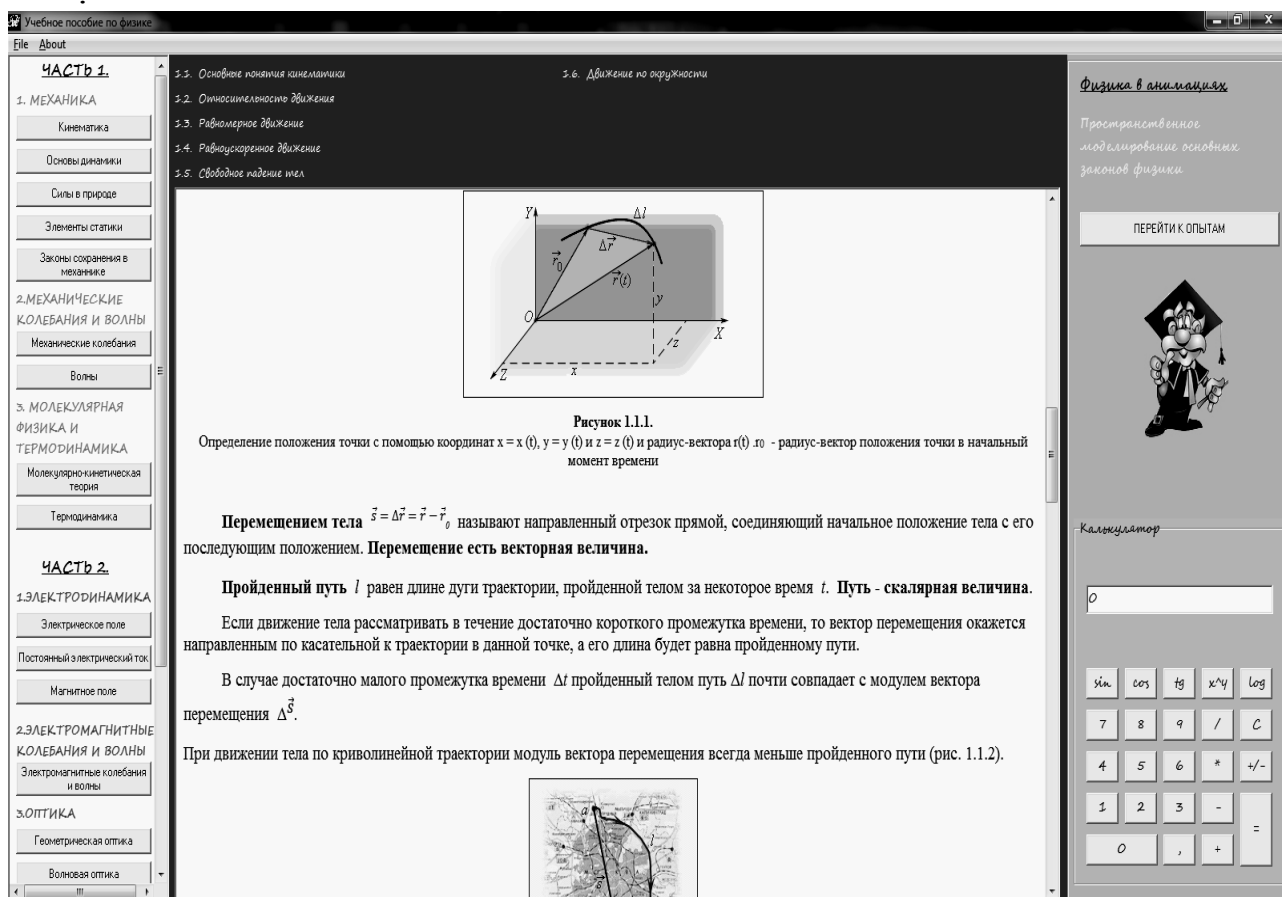 Учебное пособие по физике
File About
ЧАСТЬ 1.
1. МЕХАНИКА
Кинематика
Основы динамики
Силы в природе
Элементы статики
Законы сохранения в
механнике
2.МЕХАНИЧЕСКИЕ
КОЛЕБАНИЯ И ВОЛНЫ
Механические колебания
Волны
3. МОЛЕКУЛЯРНАЯ
ФИЗИКА И
ТЕРМОДИНАМИКА
Молекулярно-кинетическая
теория
Термодинамика
ЧАСТЬ 2.
1.ЭЛЕКТРОДИНАМИКА
Электрическое поле
Постоянный электрический ток
Магнитное поле
2.ЭЛЕКТРОМАГНИТНЫЕ
КОЛЕБАНИЯ И ВОЛНЫ
Электромагнитные колебания
и волны
3.ОПТИКА
Геометрическая оптика
Волновая оптика
1.1. Основные понятия кинематики
1.2. Относительность движения
1.3. Равномерное движение
1.4. Равноускоренное движение
1.5. Свободное падение тел
1.6. Движение по окружности
Y Δl
Δr⃗
r⃗₀
r⃗(t)
y
O
X
z
Z x
Рисунок 1.1.1.
Определение положения точки с помощью координат x = x (t), y = y (t) и z = z (t) и радиус-вектора r(t) .r₀ - радиус-вектор положения точки в начальный
момент времени
Перемещением тела s⃗ = Δr⃗ = r⃗ − r⃗₀ называют направленный отрезок прямой, соединяющий начальное положение тела с его
последующим положением. Перемещение есть векторная величина.
Пройденный путь l равен длине дуги траектории, пройденной телом за некоторое время t. Путь - скалярная величина.
Если движение тела рассматривать в течение достаточно короткого промежутка времени, то вектор перемещения окажется
направленным по касательной к траектории в данной точке, а его длина будет равна пройденному пути.
В случае достаточно малого промежутка времени Δt пройденный телом путь Δl почти совпадает с модулем вектора
перемещения Δs⃗.
При движении тела по криволинейной траектории модуль вектора перемещения всегда меньше пройденного пути (рис. 1.1.2).
a
l
Физика в анимациях
Пространственное
моделирование основных
законов физики
ПЕРЕЙТИ К ОПЫТАМ
Калькулятор
0
sin cos tg x^y log
7 8 9 / C
4 5 6 * +/-
1 2 3 - =
0 , +